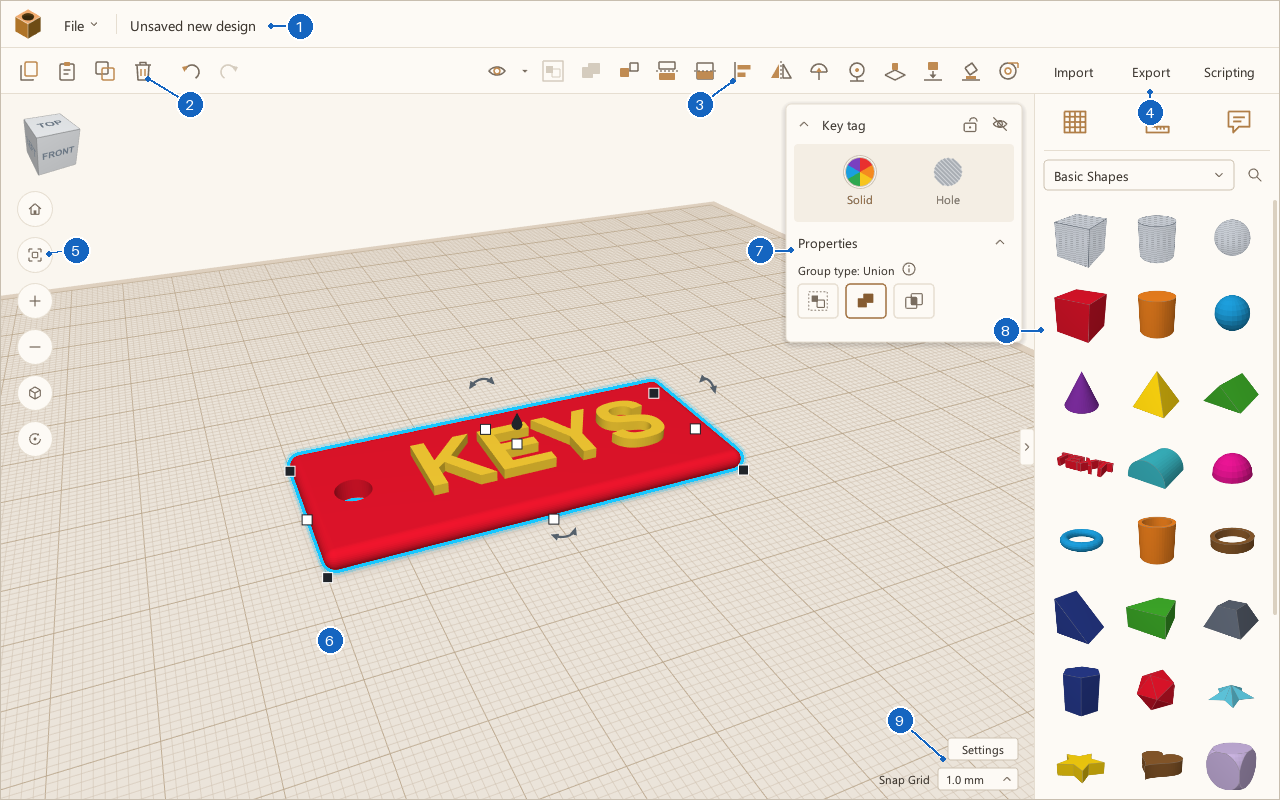 File
Unsaved new design
1
2
3
Import
Export
Scripting
4
TOP
FRONT
5
Key tag
Solid
Hole
7
Properties
Group type: Union
Basic Shapes
8
KEYS
6
9
Settings
Snap Grid
1.0 mm